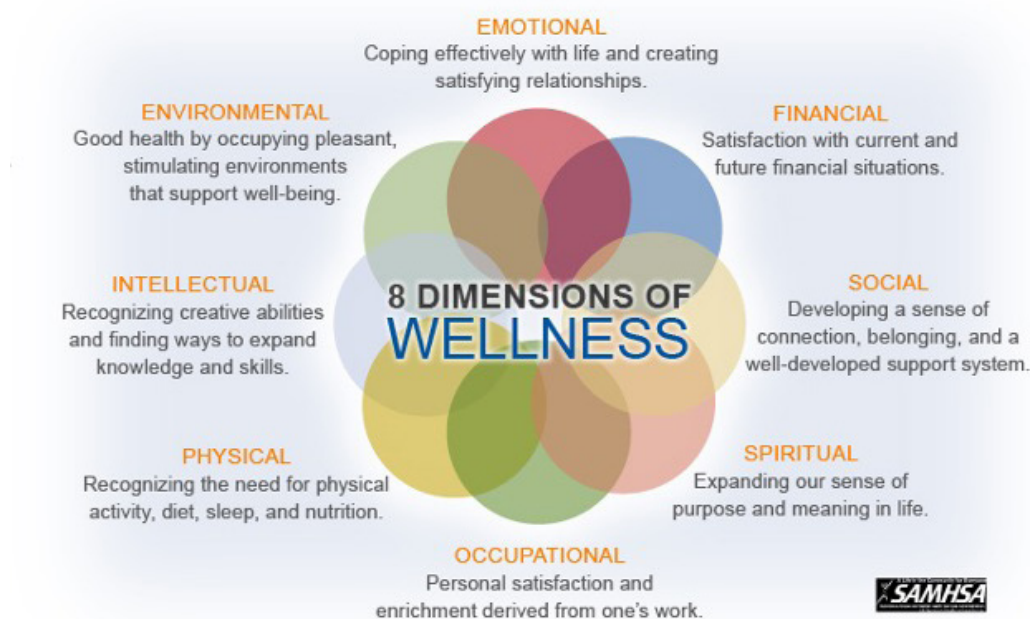 EMOTIONAL
Coping effectively with life and creating
satisfying relationships.
ENVIRONMENTAL
Good health by occupying pleasant,
stimulating environments
that support well-being.
FINANCIAL
Satisfaction with current and
future financial situations.
INTELLECTUAL
Recognizing creative abilities
and finding ways to expand
knowledge and skills.
8 DIMENSIONS OF
WELLNESS
SOCIAL
Developing a sense of
connection, belonging, and a
well-developed support system.
PHYSICAL
Recognizing the need for physical
activity, diet, sleep, and nutrition.
SPIRITUAL
Expanding our sense of
purpose and meaning in life.
OCCUPATIONAL
Personal satisfaction and
enrichment derived from one's work.
SAMHSA